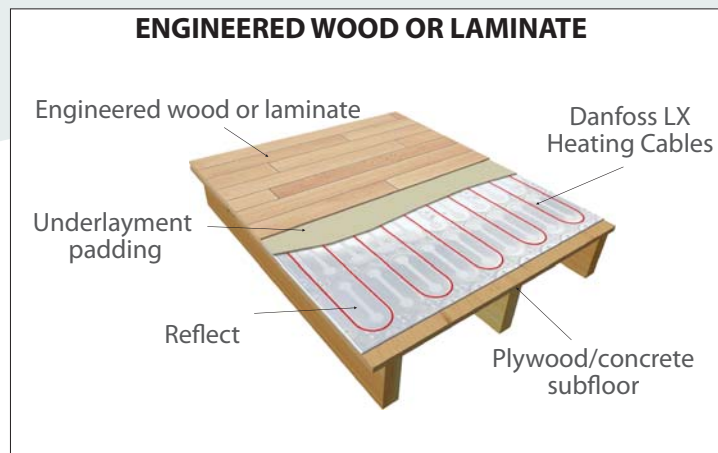 ENGINEERED WOOD OR LAMINATE
Engineered wood or laminate
Danfoss LX
Heating Cables
Underlayment
padding
Reflect
Plywood/concrete
subfloor